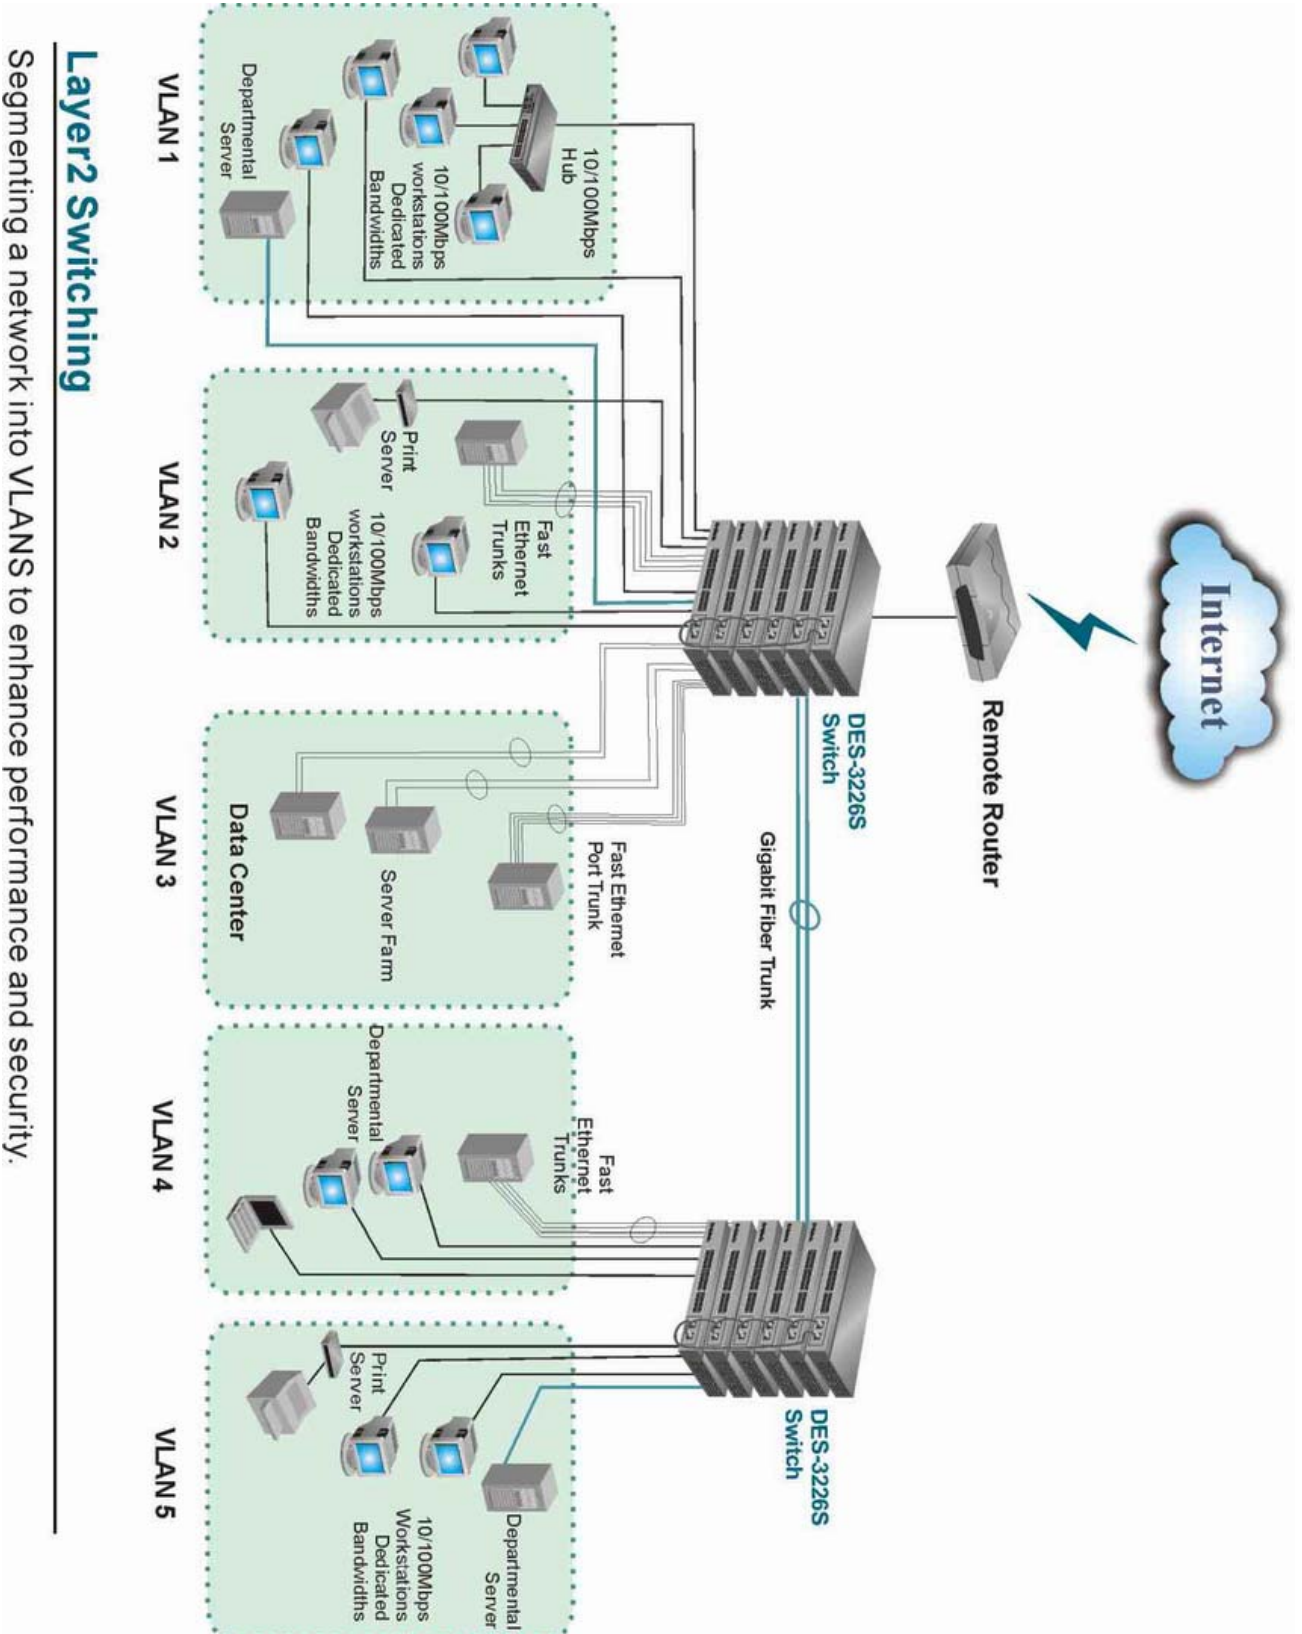 Internet
Remote Router
DES-3226S
Switch
Gigabit Fiber Trunk
DES-3226S
Switch
10/100Mbps
Hub
10/100Mbps
workstations
Dedicated
Bandwidths
Departmental
Server
VLAN 1
Fast
Ethernet
Trunks
Print
Server
10/100Mbps
workstations
Dedicated
Bandwidths
VLAN 2
Fast Ethernet
Port Trunk
Server Farm
Data Center
VLAN 3
Fast
Ethernet
Trunks
Departmental
Server
VLAN 4
Departmental
Server
10/100Mbps
Workstations
Dedicated
Bandwidths
Print
Server
VLAN 5
Layer2 Switching
Segmenting a network into VLANS to enhance performance and security.